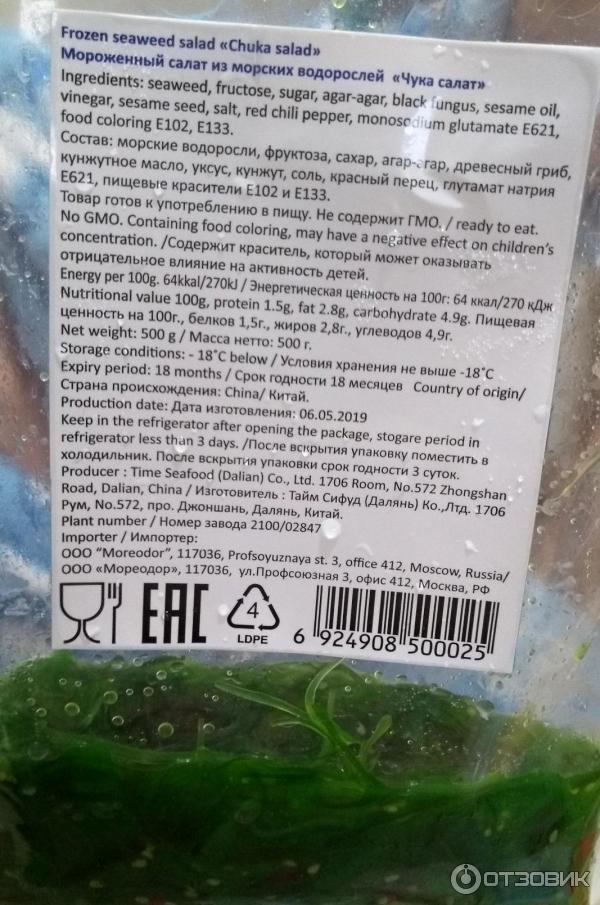 Frozen seaweed salad «Chuka salad»
Мороженный салат из морских водорослей «Чука салат»
Ingredients: seaweed, fructose, sugar, agar-agar, black fungus, sesame oil,
vinegar, sesame seed, salt, red chili pepper, monosodium glutamate E621,
food coloring E102, E133.
Состав: морские водоросли, фруктоза, сахар, агар-агар, древесный гриб,
кунжутное масло, уксус, кунжут, соль, красный перец, глутамат натрия
Е621, пищевые красители Е102 и Е133.
Товар готов к употреблению в пищу. Не содержит ГМО. / ready to eat.
No GMO. Containing food coloring, may have a negative effect on children's
concentration. /Содержит краситель, который может оказывать
отрицательное влияние на активность детей.
Energy per 100g. 64kkal/270kJ / Энергетическая ценность на 100г: 64 ккал/270 кДж
Nutritional value 100g, protein 1.5g, fat 2.8g, carbohydrate 4.9g. Пищевая
ценность на 100г., белков 1,5г., жиров 2,8г., углеводов 4,9г.
Net weight: 500 g / Масса нетто: 500 г.
Storage conditions: - 18˚C below / Условия хранения не выше -18˚C
Expiry period: 18 months / Срок годности 18 месяцев Country of origin/
Страна происхождения: China/ Китай.
Production date: Дата изготовления: 06.05.2019
Keep in the refrigerator after opening the package, stogare period in
refrigerator less than 3 days. /После вскрытия упаковку поместить в
холодильник. После вскрытия упаковки срок годности 3 суток.
Producer : Time Seafood (Dalian) Co., Ltd. 1706 Room, No.572 Zhongshan
Road, Dalian, China / Изготовитель : Тайм Сифуд (Далянь) Ко.,Лтд. 1706
Рум, No.572, про. Джоншань, Далянь, Китай.
Plant number / Номер завода 2100/02847
Importer / Импортер:
ООО "Moreodor", 117036, Profsoyuznaya st. 3, office 412, Moscow, Russia/
ООО «Мореодор», 117036, ул.Профсоюзная 3, офис 412, Москва, РФ
EAC
4
LDPE
6 924908 500025
ОТЗОВИК